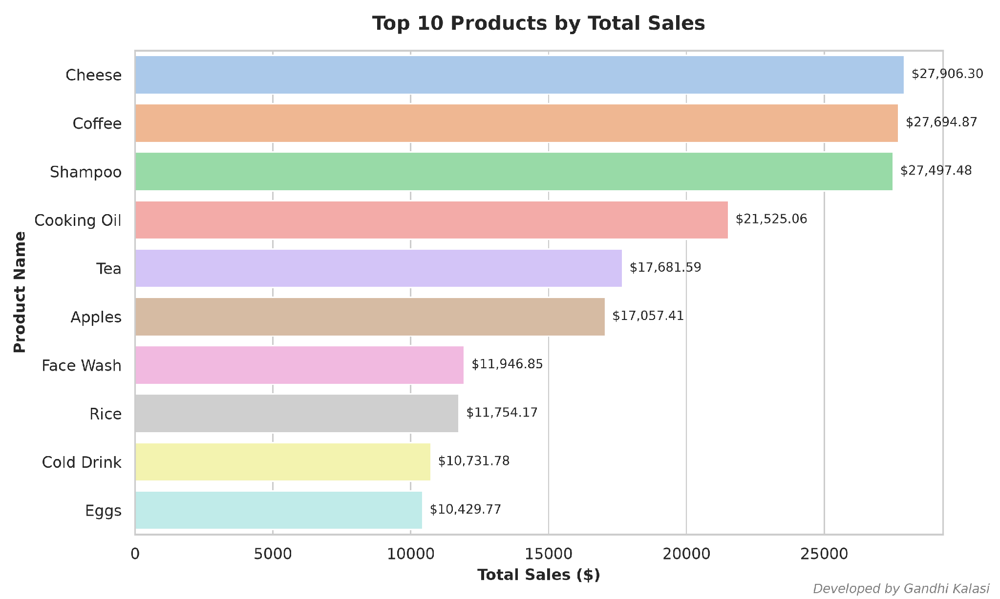 Top 10 Products by Total Sales
Product Name
Cheese $27,906.30
Coffee $27,694.87
Shampoo $27,497.48
Cooking Oil $21,525.06
Tea $17,681.59
Apples $17,057.41
Face Wash $11,946.85
Rice $11,754.17
Cold Drink $10,731.78
Eggs $10,429.77
0 5000 10000 15000 20000 25000
Total Sales ($)
Developed by Gandhi Kalasi